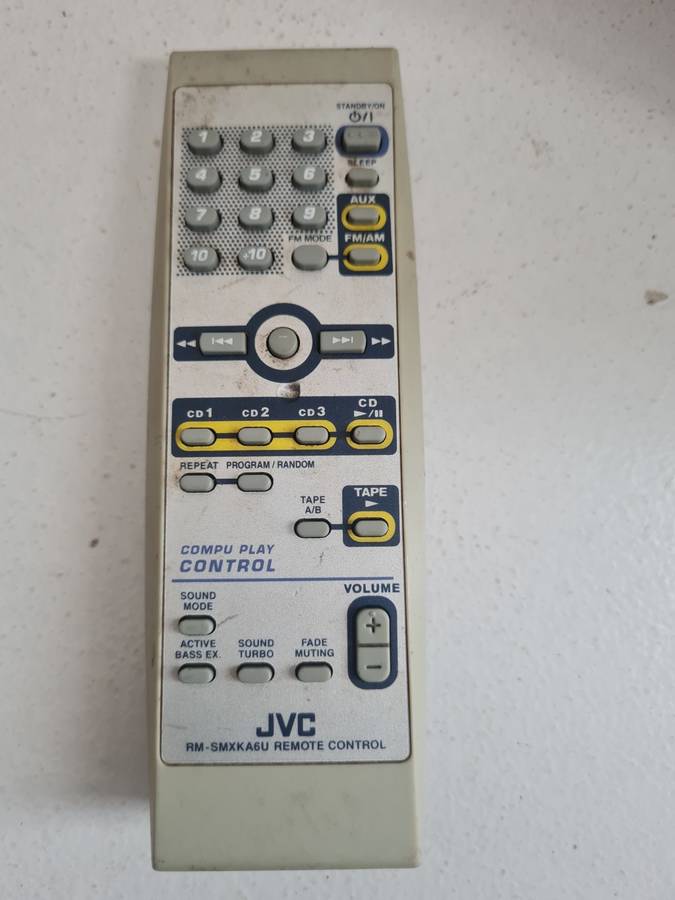 STANDBY/ON
⏻/I
1 2 3
SLEEP
4 5 6
AUX
7 8 9
FM MODE FM/AM
10 +10
◄◄ I◄◄ ►►I ►►
CD 1 CD 2 CD 3 CD
►/II
REPEAT PROGRAM / RANDOM
TAPE
►
TAPE
A/B
COMPU PLAY
CONTROL
VOLUME
SOUND
MODE
+
ACTIVE
BASS EX.
SOUND
TURBO
FADE
MUTING
−
JVC
RM-SMXKA6U REMOTE CONTROL